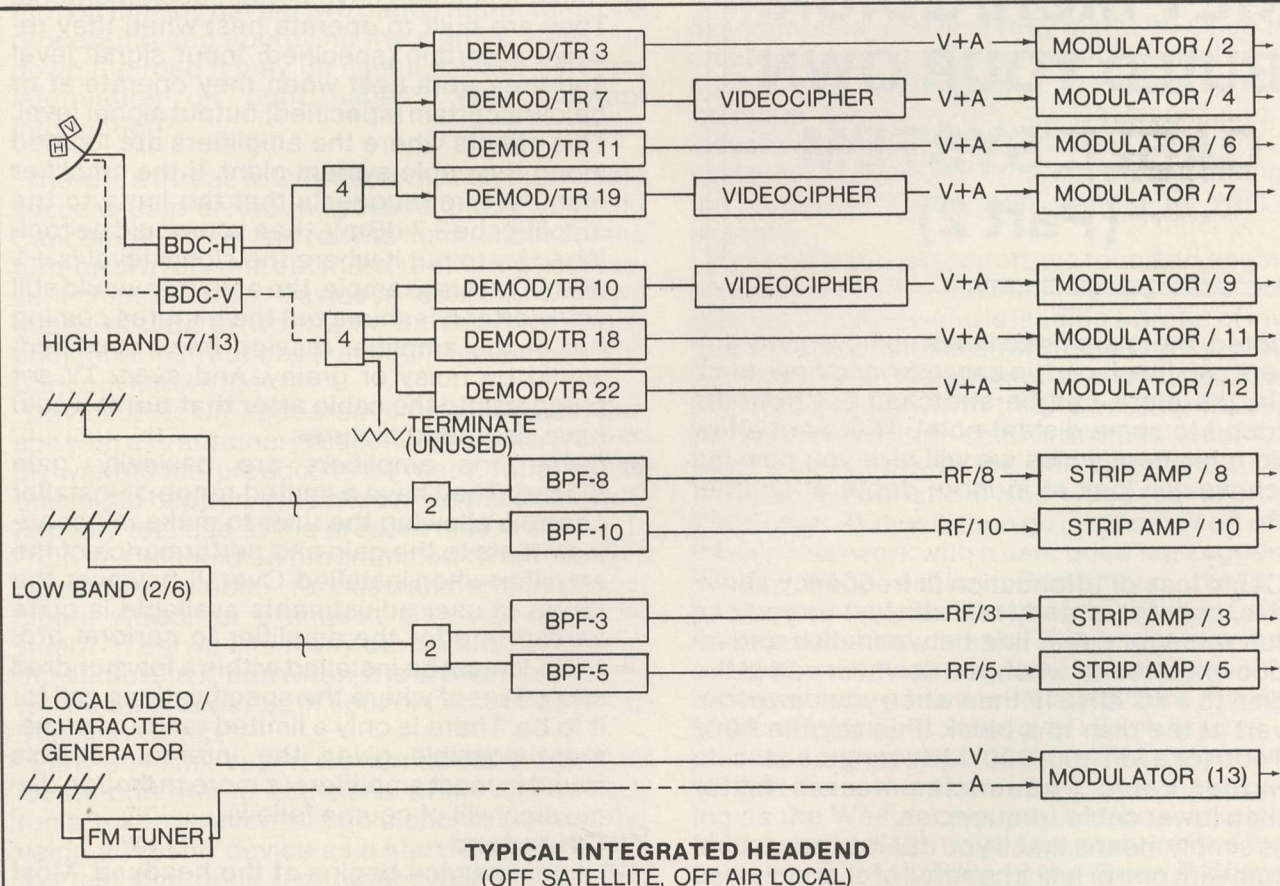 DEMOD/TR 3 V+A MODULATOR / 2
DEMOD/TR 7 VIDEOCIPHER V+A MODULATOR / 4
H V
DEMOD/TR 11 V+A MODULATOR / 6
4 DEMOD/TR 19 VIDEOCIPHER V+A MODULATOR / 7
BDC-H
BDC-V DEMOD/TR 10 VIDEOCIPHER V+A MODULATOR / 9
HIGH BAND (7/13) 4 DEMOD/TR 18 V+A MODULATOR / 11
DEMOD/TR 22 V+A MODULATOR / 12
TERMINATE
(UNUSED)
BPF-8 RF/8 STRIP AMP / 8
2
BPF-10 RF/10 STRIP AMP / 10
LOW BAND (2/6)
BPF-3 RF/3 STRIP AMP / 3
2
BPF-5 RF/5 STRIP AMP / 5
LOCAL VIDEO/
CHARACTER
GENERATOR
V
A
MODULATOR (13)
FM TUNER
TYPICAL INTEGRATED HEADEND
(OFF SATELLITE, OFF AIR LOCAL)